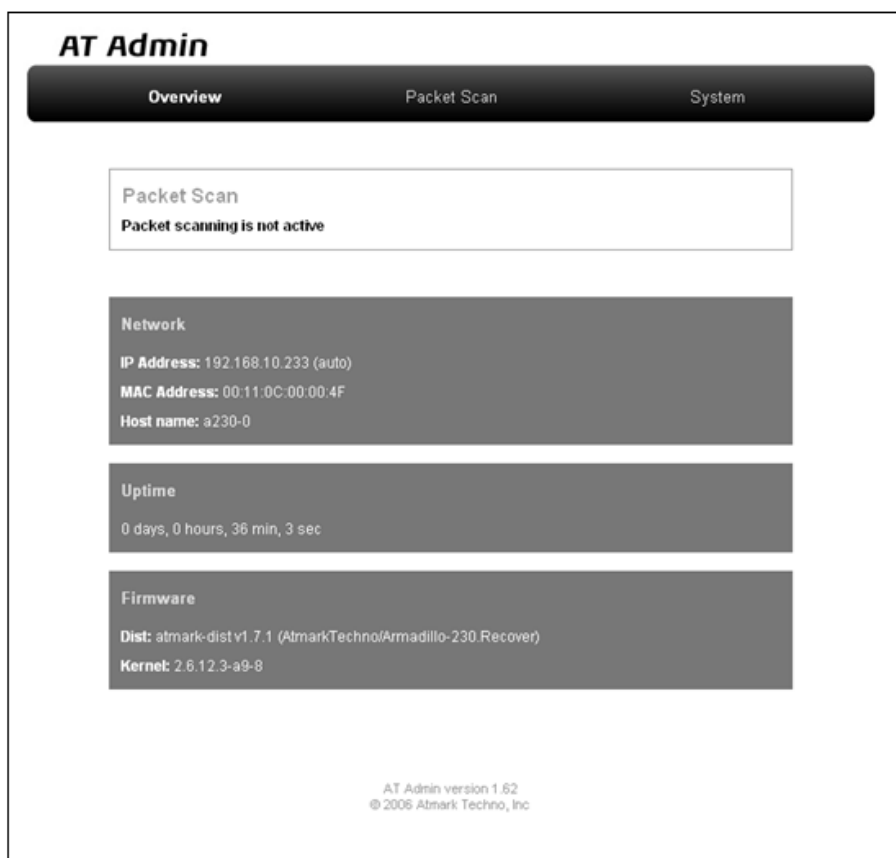 AT Admin
Overview Packet Scan System
Packet Scan
Packet scanning is not active
Network
IP Address: 192.168.10.233 (auto)
MAC Address: 00:11:0C:00:00:4F
Host name: a230-0
Uptime
0 days, 0 hours, 36 min, 3 sec
Firmware
Dist: atmark-dist v1.7.1 (AtmarkTechno/Armadillo-230.Recover)
Kernel: 2.6.12.3-a9-8
AT Admin version 1.62
© 2006 Atmark Techno, Inc